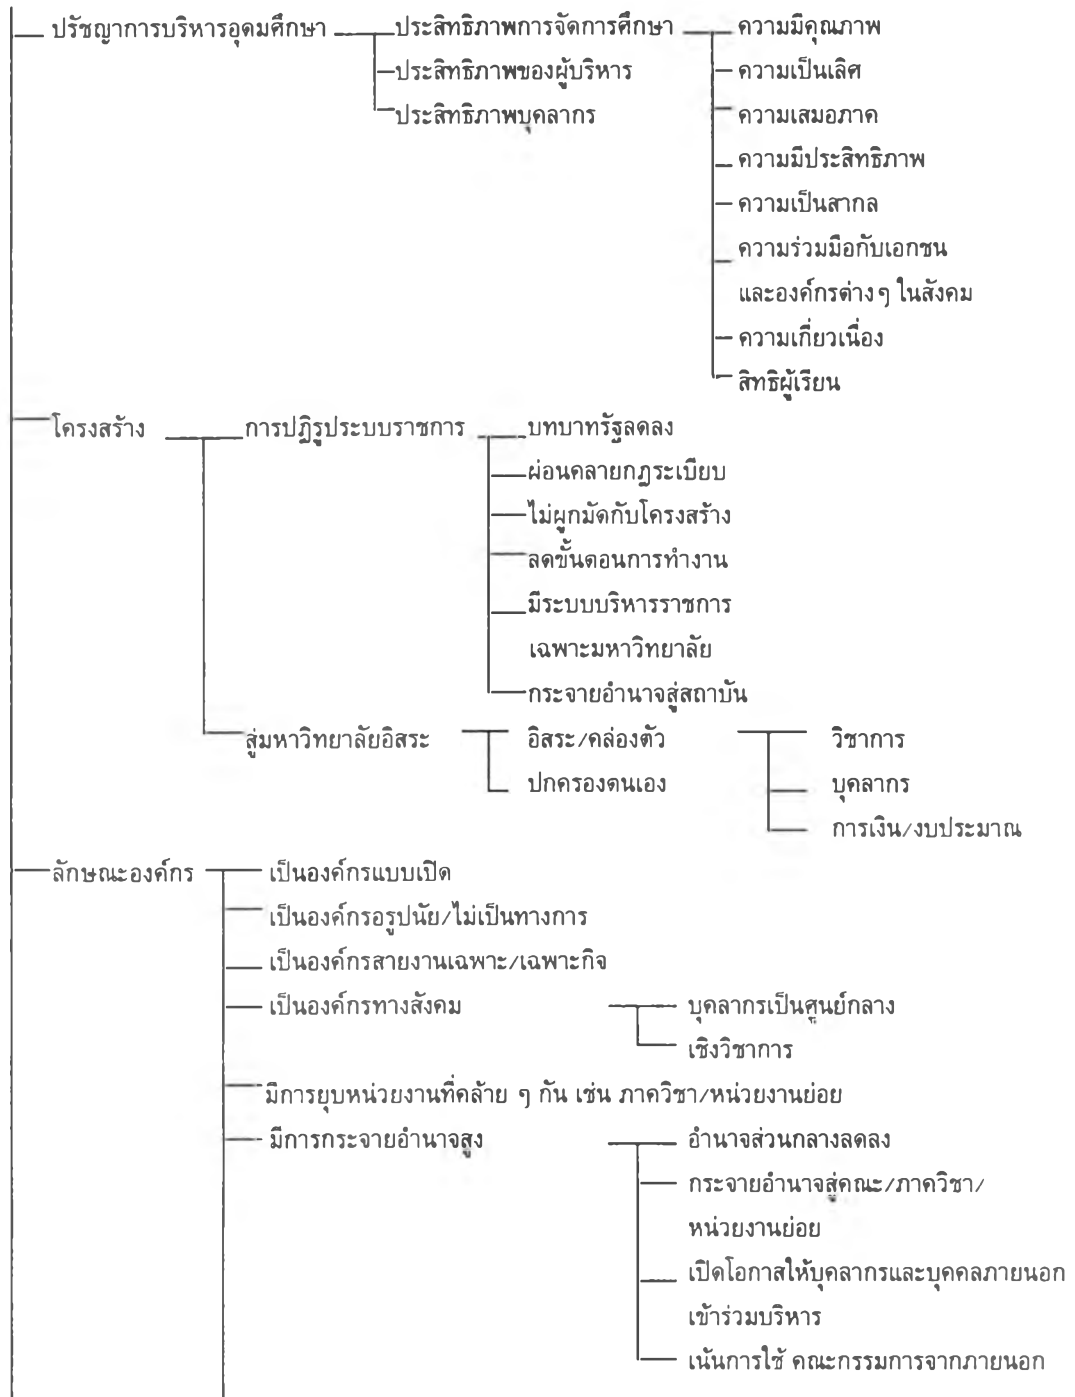 ปรัชญาการบริหารอุดมศึกษา ประสิทธิภาพการจัดการศึกษา ความมีคุณภาพ
ประสิทธิภาพของผู้บริหาร ความเป็นเลิศ
ประสิทธิภาพบุคลากร ความเสมอภาค
ความมีประสิทธิภาพ
ความเป็นสากล
ความร่วมมือกับเอกชน
และองค์กรต่างๆ ในสังคม
ความเกี่ยวเนื่อง
สิทธิผู้เรียน
โครงสร้าง การปฏิรูประบบราชการ บทบาทรัฐลดลง
ผ่อนคลายกฎระเบียบ
ไม่ผูกมัดกับโครงสร้าง
ลดขั้นตอนการทำงาน
มีระบบบริหารราชการ
เฉพาะมหาวิทยาลัย
กระจายอำนาจสู่สถาบัน
สู่มหาวิทยาลัยอิสระ อิสระ/คล่องตัว วิชาการ
ปกครองตนเอง บุคลากร
การเงิน/งบประมาณ
ลักษณะองค์กร เป็นองค์กรแบบเปิด
เป็นองค์กรอรูปนัย/ไม่เป็นทางการ
เป็นองค์กรสายงานเฉพาะ/เฉพาะกิจ
เป็นองค์กรทางสังคม บุคลากรเป็นศูนย์กลาง
เชิงวิชาการ
มีการยุบหน่วยงานที่คล้าย ๆ กัน เช่น ภาควิชา/หน่วยงานย่อย
มีการกระจายอำนาจสูง อำนาจส่วนกลางลดลง
กระจายอำนาจสู่คณะ/ภาควิชา/
หน่วยงานย่อย
เปิดโอกาสให้บุคลากรและบุคคลภายนอก
เข้าร่วมบริหาร
เน้นการใช้ คณะกรรมการจากภายนอก